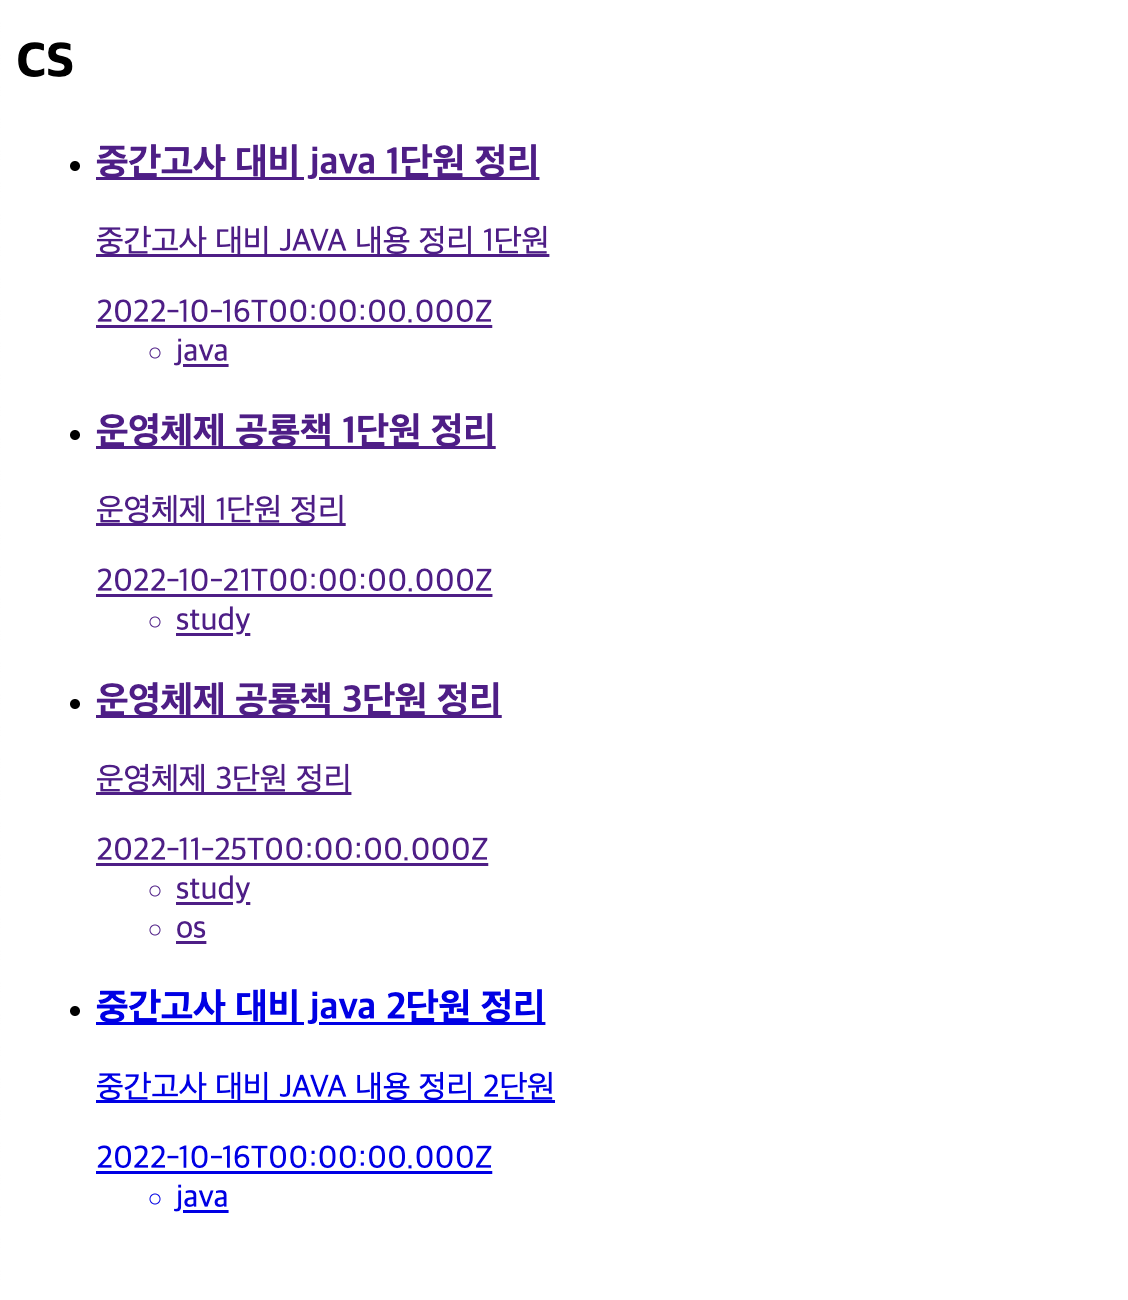 CS
중간고사 대비 java 1단원 정리
중간고사 대비 JAVA 내용 정리 1단원
2022-10-16T00:00:00.000Z
java
운영체제 공룡책 1단원 정리
운영체제 1단원 정리
2022-10-21T00:00:00.000Z
study
운영체제 공룡책 3단원 정리
운영체제 3단원 정리
2022-11-25T00:00:00.000Z
study
os
중간고사 대비 java 2단원 정리
중간고사 대비 JAVA 내용 정리 2단원
2022-10-16T00:00:00.000Z
java